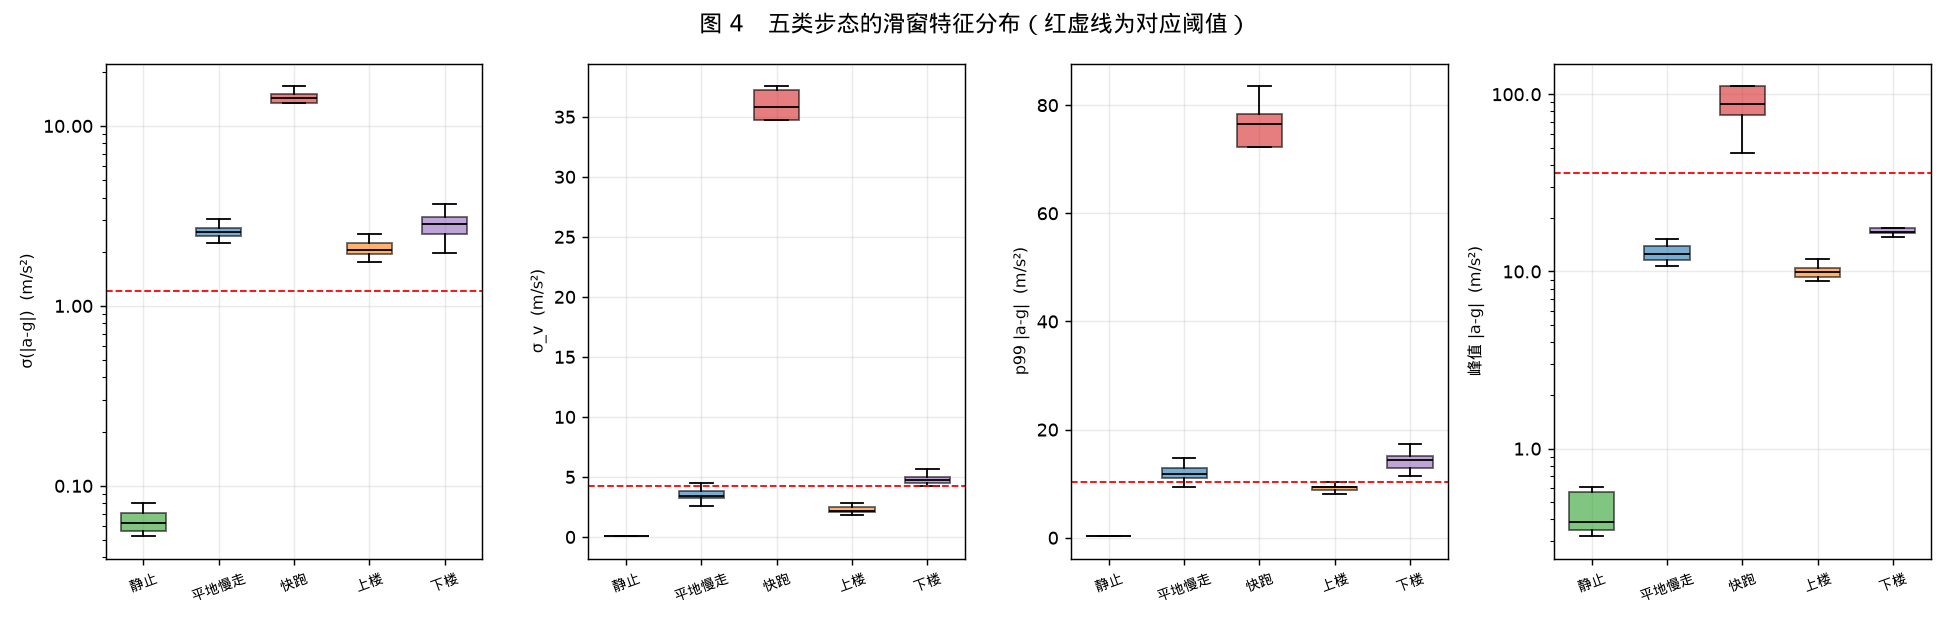 图 4　五类步态的滑窗特征分布（红虚线为对应阈值）
σ(|a-g|) (m/s²)
10.00
1.00
0.10
静止
平地慢走
快跑
上楼
下楼
σ_v (m/s²)
35
30
25
20
15
10
5
0
静止
平地慢走
快跑
上楼
下楼
p99 |a-g| (m/s²)
80
60
40
20
0
静止
平地慢走
快跑
上楼
下楼
峰值 |a-g| (m/s²)
100.0
10.0
1.0
静止
平地慢走
快跑
上楼
下楼